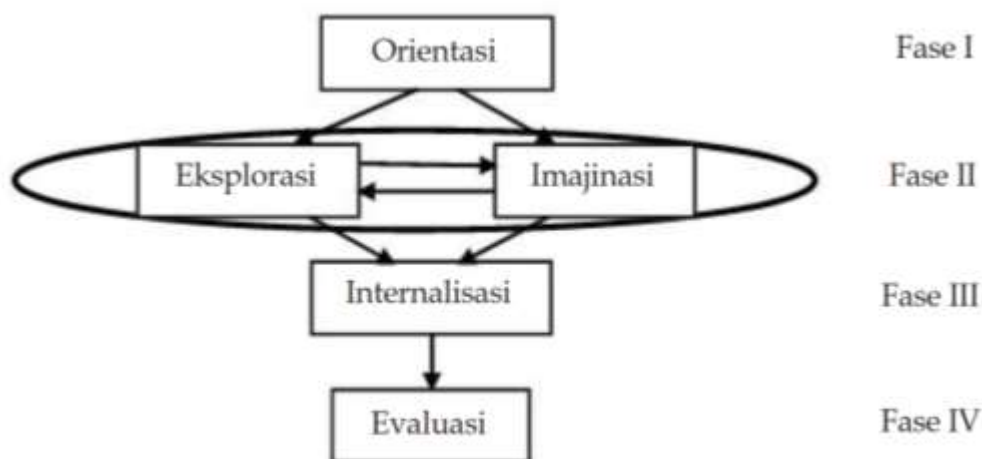 Orientasi Fase I
Eksplorasi Imajinasi Fase II
Internalisasi Fase III
Evaluasi Fase IV